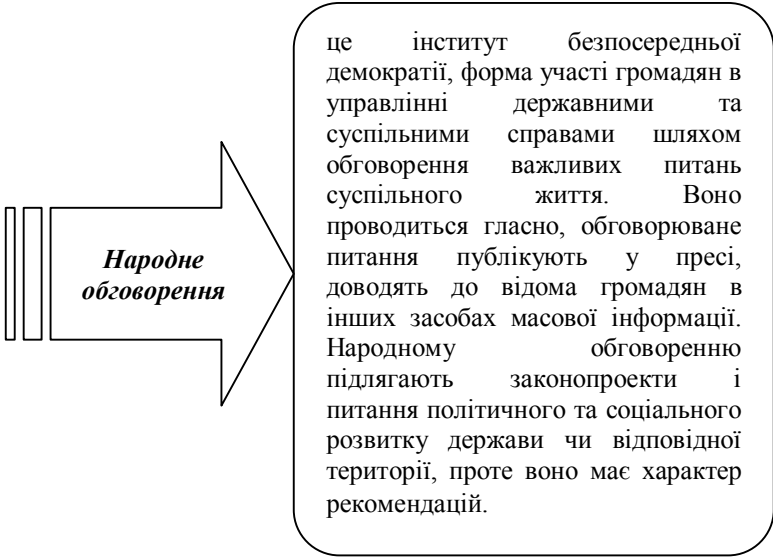 Народне
обговорення
це інститут безпосередньої
демократії, форма участі громадян в
управлінні державними та
суспільними справами шляхом
обговорення важливих питань
суспільного життя. Воно
проводиться гласно, обговорюване
питання публікують у пресі,
доводять до відома громадян в
інших засобах масової інформації.
Народному обговоренню
підлягають законопроекти і
питання політичного та соціального
розвитку держави чи відповідної
території, проте воно має характер
рекомендацій.